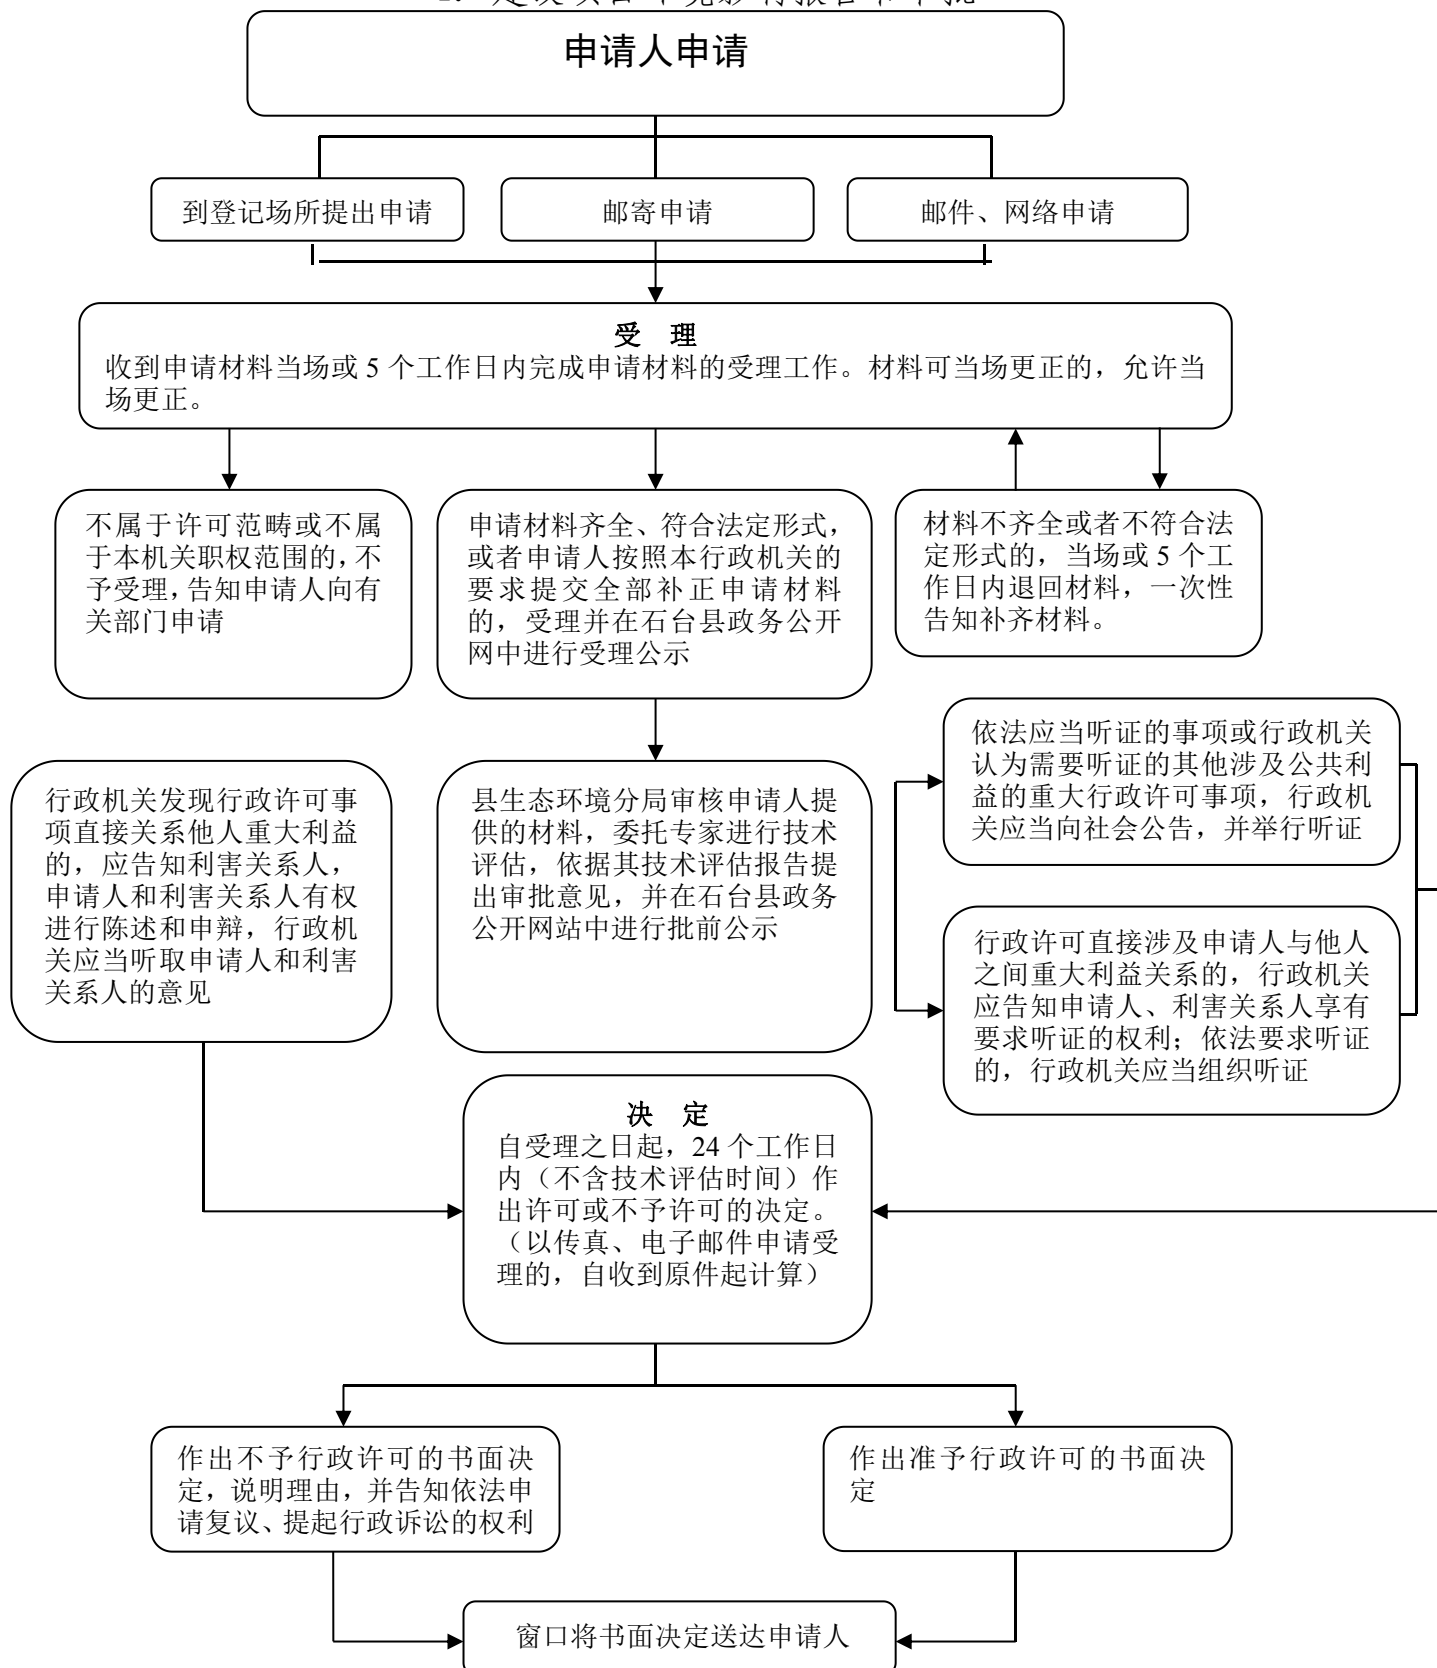 申请人申请
到登记场所提出申请
邮寄申请
邮件、网络申请
受 理
收到申请材料当场或 5 个工作日内完成申请材料的受理工作。材料可当场更正的，允许当
场更正。
不属于许可范畴或不属
于本机关职权范围的，不
予受理，告知申请人向有
关部门申请
申请材料齐全、符合法定形式，
或者申请人按照本行政机关的
要求提交全部补正申请材料
的，受理并在石台县政务公开
网中进行受理公示
材料不齐全或者不符合法
定形式的，当场或 5 个工
作日内退回材料，一次性
告知补齐材料。
行政机关发现行政许可事
项直接关系他人重大利益
的，应告知利害关系人，
申请人和利害关系人有权
进行陈述和申辩，行政机
关应当听取申请人和利害
关系人的意见
县生态环境分局审核申请人提
供的材料，委托专家进行技术
评估，依据其技术评估报告提
出审批意见，并在石台县政务
公开网站中进行批前公示
依法应当听证的事项或行政机关
认为需要听证的其他涉及公共利
益的重大行政许可事项，行政机
关应当向社会公告，并举行听证
行政许可直接涉及申请人与他人
之间重大利益关系的，行政机关
应告知申请人、利害关系人享有
要求听证的权利；依法要求听证
的，行政机关应当组织听证
决 定
自受理之日起，24 个工作日
内（不含技术评估时间）作
出许可或不予许可的决定。
（以传真、电子邮件申请受
理的，自收到原件起计算）
作出不予行政许可的书面决
定，说明理由，并告知依法申
请复议、提起行政诉讼的权利
作出准予行政许可的书面决
定
窗口将书面决定送达申请人